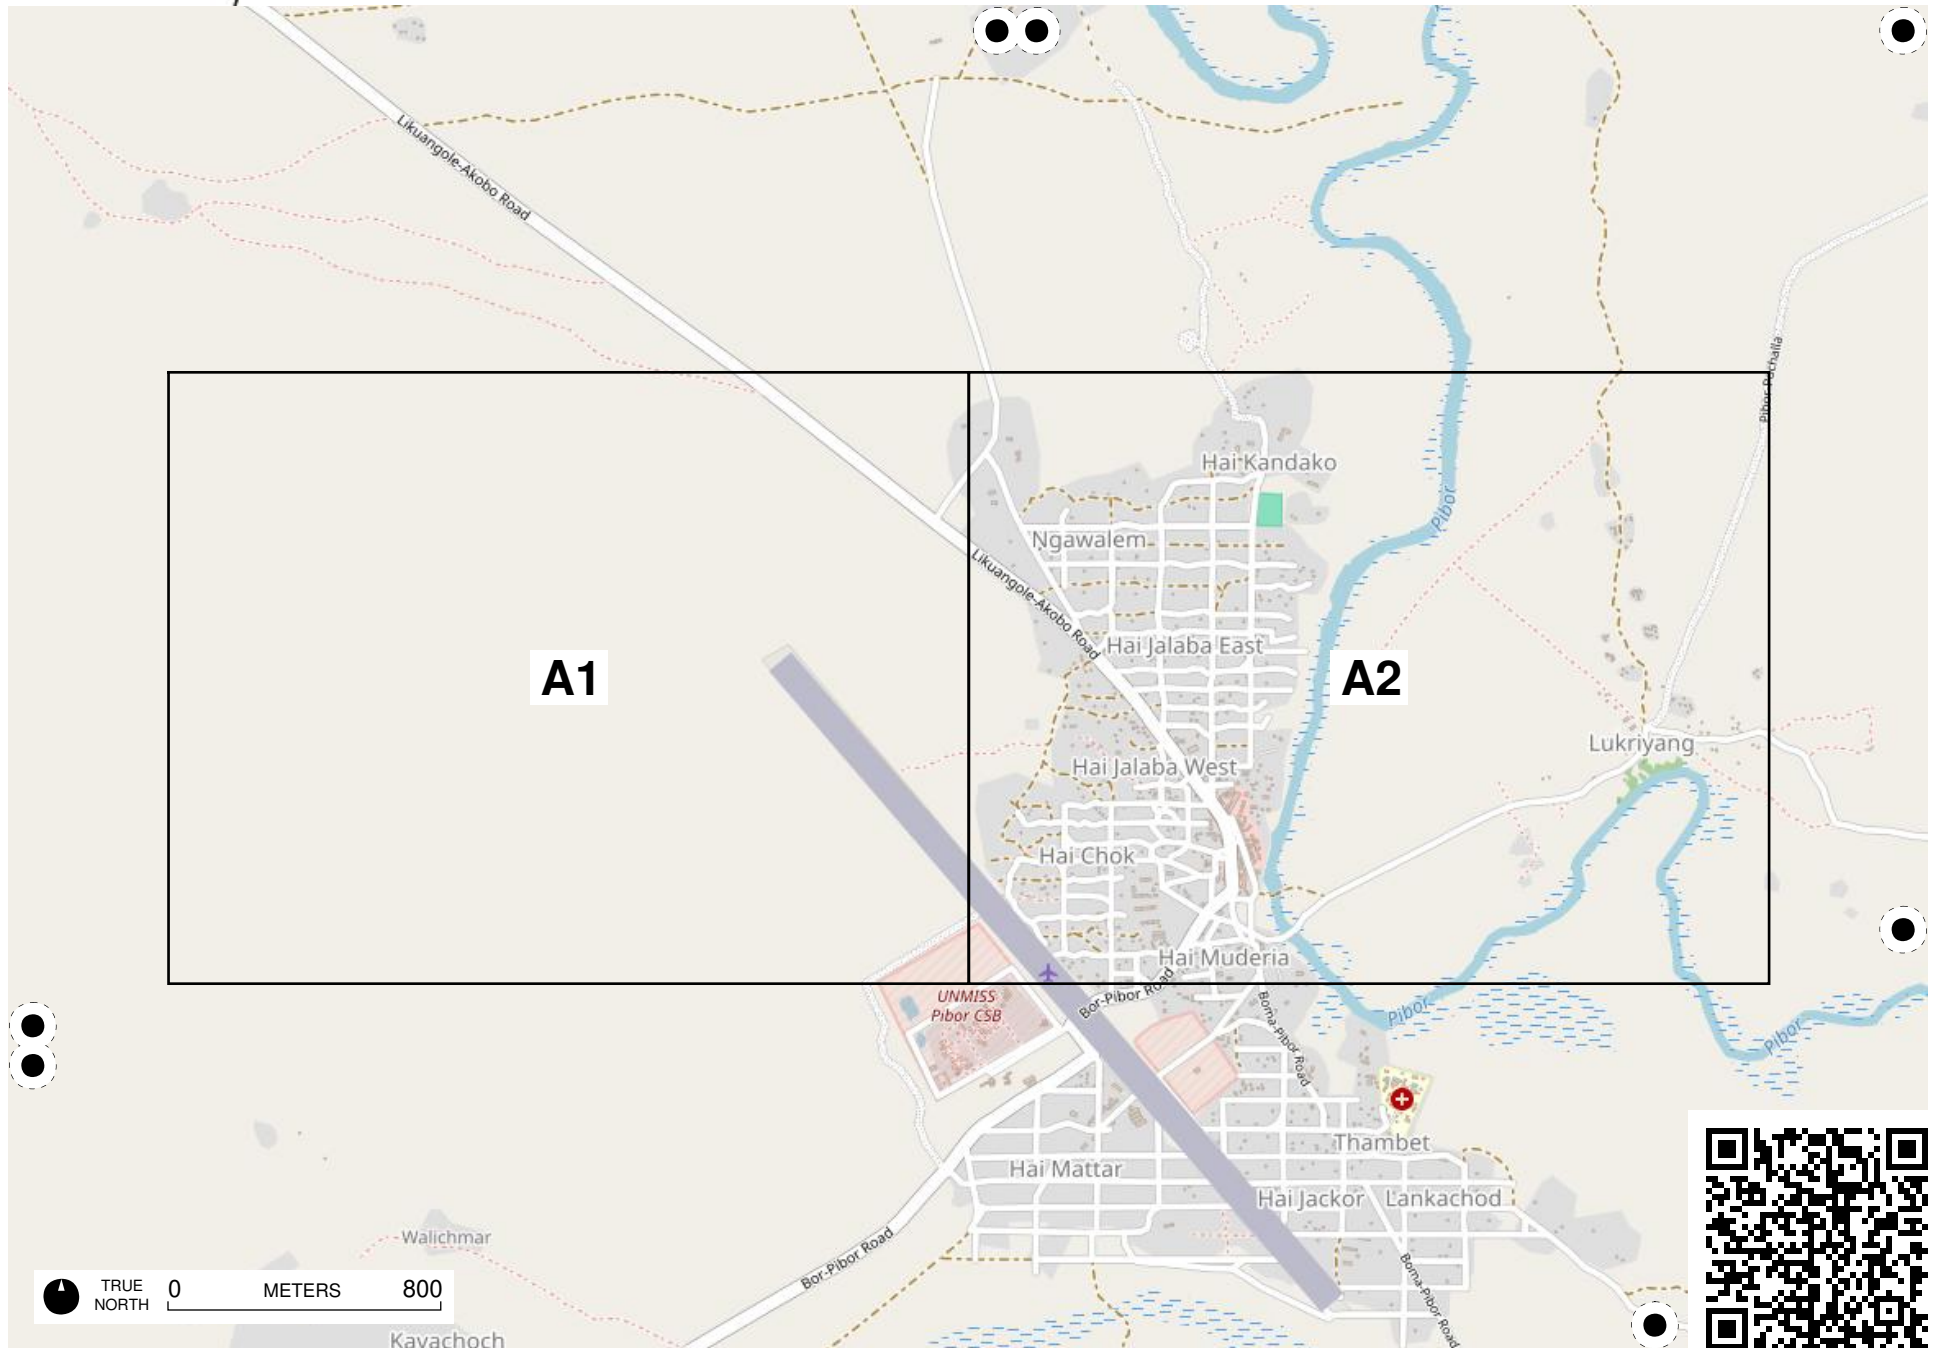 Likuangole-Akobo Road
Pibor-Pochalla
Hai Kandako
Pibor
Ngawalem
Likuangole-Akobo Road
Hai Jalaba East
A1
A2
Lukriyang
Hai Jalaba West
Hai Chok
Hai Muderia
Bor-Pibor Road
UNMISS
Pibor CSB
Boma-Pibor Road
Pibor
Pibor
Thambet
Hai Mattar
Hai Jackor
Lankachod
Walichmar
Bor-Pibor Road
Boma-Pibor Road
TRUE
NORTH
0 METERS 800
Kavachoch